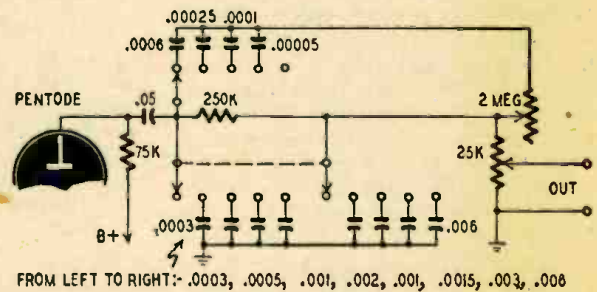 .00025 .0001
.0006 .00005
PENTODE
.05
250K
2 MEG
75K
25K
OUT
B+
.0003
.006
FROM LEFT TO RIGHT:- .0003, .0005, .001, .002, .001, .0015, .003, .008